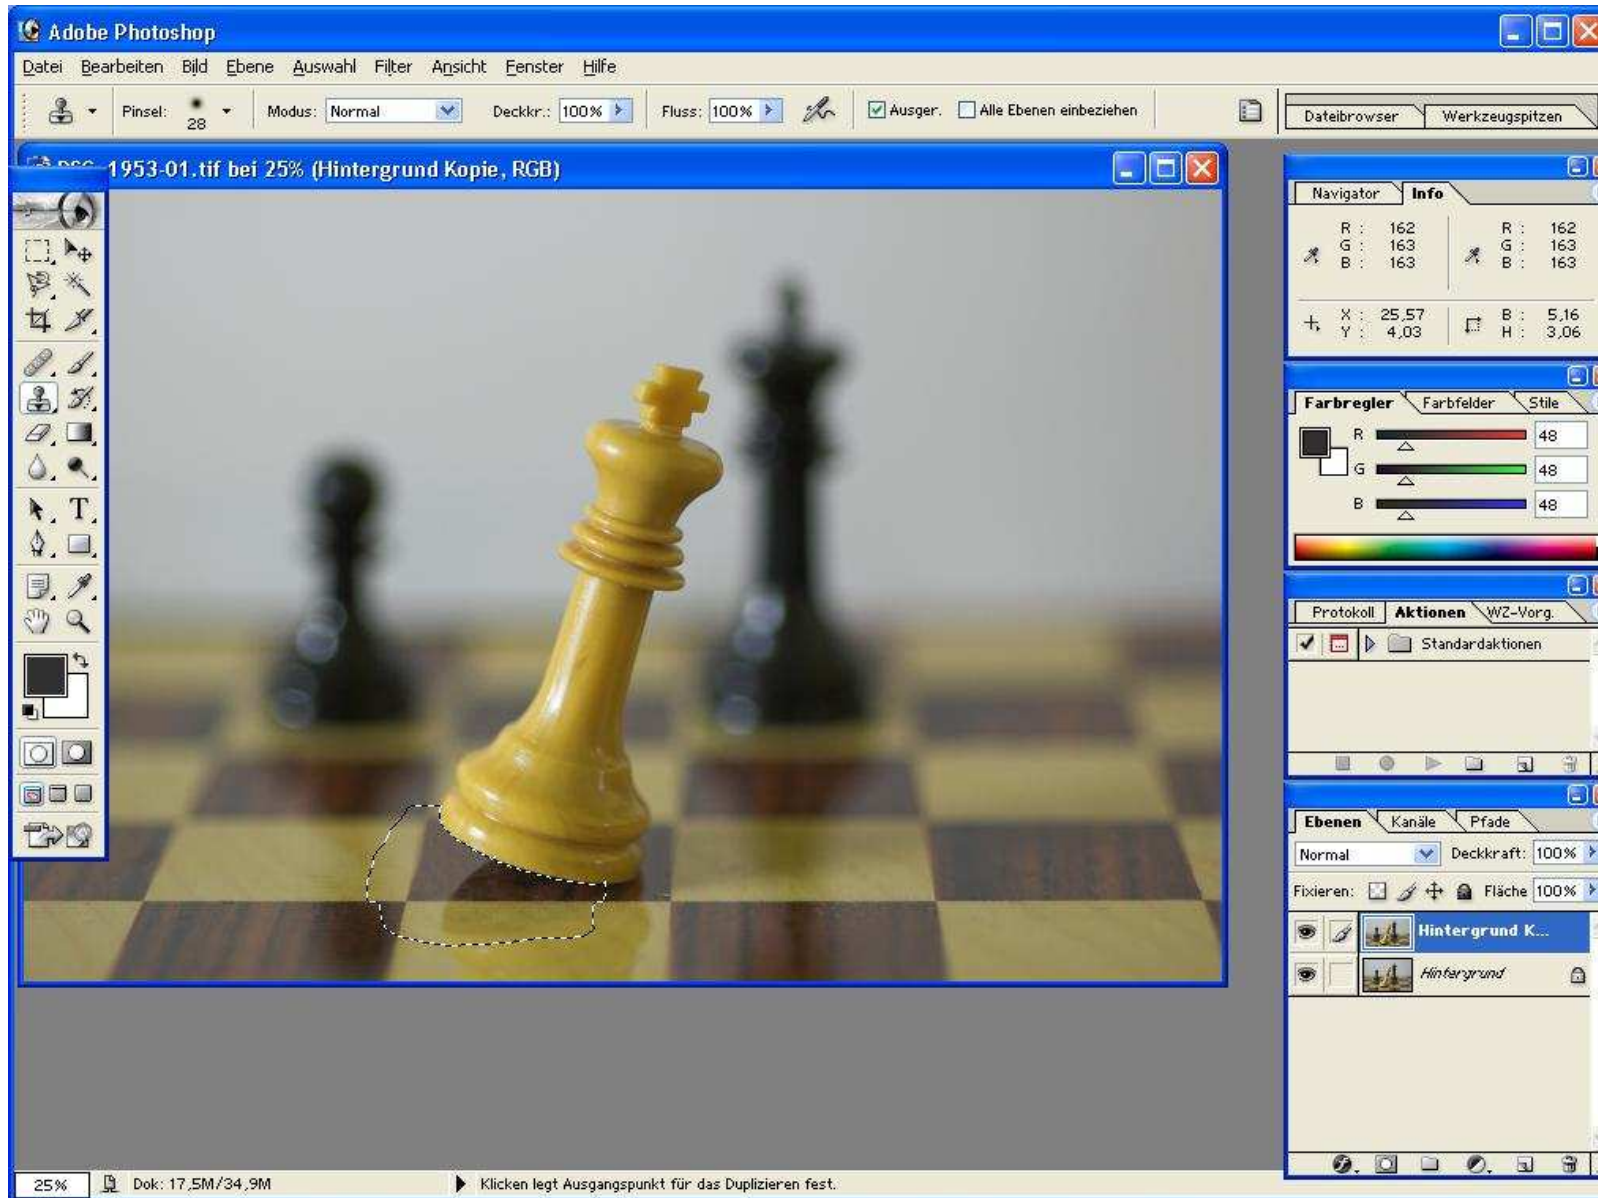 Adobe Photoshop
Datei Bearbeiten Bild Ebene Auswahl Filter Ansicht Fenster Hilfe
Pinsel: 28 Modus: Normal Deckkr.: 100% Fluss: 100% Ausger. Alle Ebenen einbeziehen
Dateibrowser Werkzeugspitzen
1953-01.tif bei 25% (Hintergrund Kopie, RGB)
Navigator Info
R : 162 R : 162
G : 163 G : 163
B : 163 B : 163
X : 25,57 B : 5,16
Y : 4,03 H : 3,06
Farbregler Farbfelder Stile
R 48
G 48
B 48
Protokoll Aktionen WZ-Vorg.
Standardaktionen
Ebenen Kanäle Pfade
Normal Deckkraft: 100%
Fixieren: Fläche 100%
Hintergrund K...
Hintergrund
25% Dok: 17,5M/34,9M Klicken legt Ausgangspunkt für das Duplizieren fest.